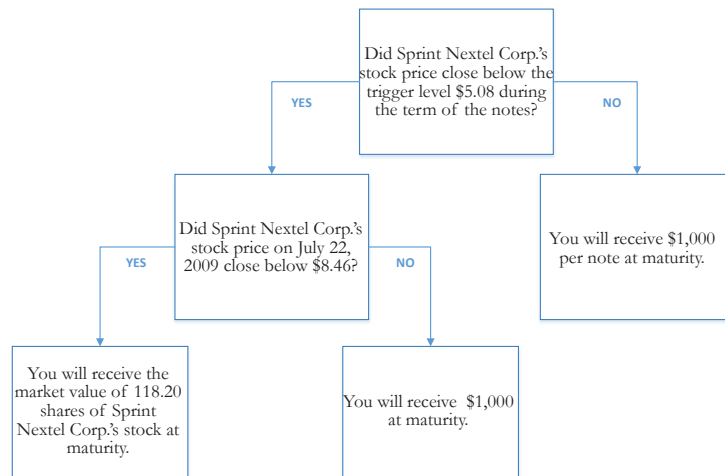 Did Sprint Nextel Corp.'s
stock price close below the
trigger level $5.08 during
the term of the notes?
YES
NO
Did Sprint Nextel Corp.'s
stock price on July 22,
2009 close below $8.46?
You will receive $1,000
per note at maturity.
YES
NO
You will receive the
market value of 118.20
shares of Sprint
Nextel Corp.'s stock at
maturity.
You will receive $1,000
at maturity.